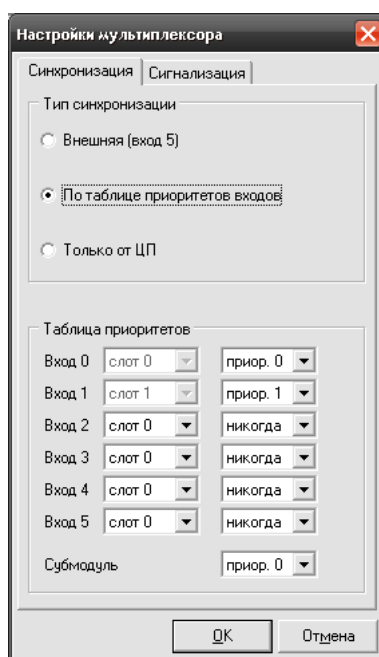 Настройки мультиплексора
Синхронизация Сигнализация
Тип синхронизации
Внешняя (вход 5)
По таблице приоритетов входов
Только от ЦП
Таблица приоритетов
Вход 0 слот 0 приор. 0
Вход 1 слот 1 приор. 1
Вход 2 слот 0 никогда
Вход 3 слот 0 никогда
Вход 4 слот 0 никогда
Вход 5 слот 0 никогда
Субмодуль приор. 0
OK Отмена